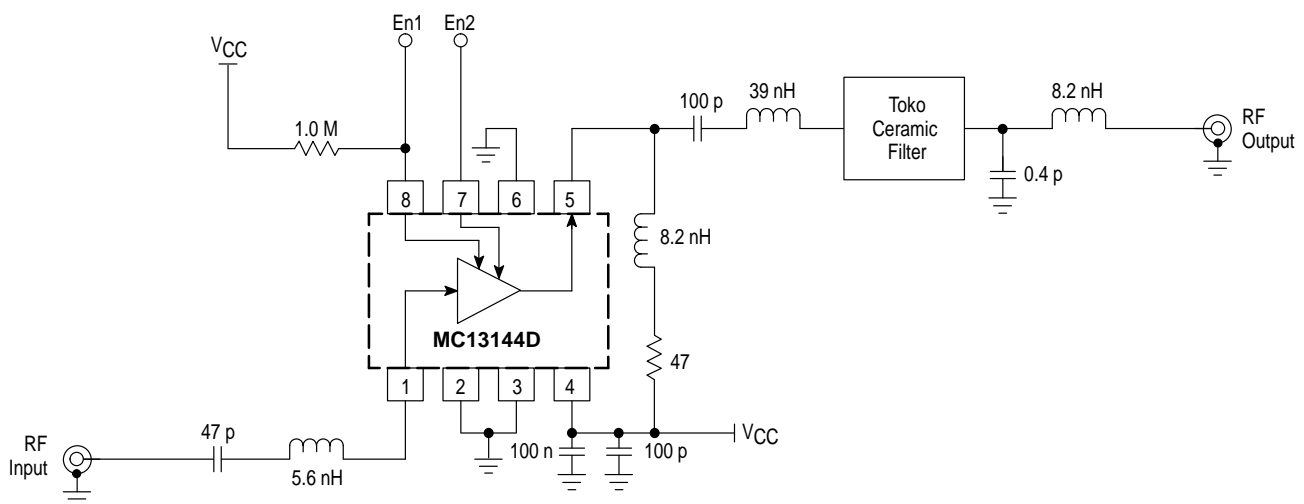 En1
En2
VCC
1.0 M
100 p
39 nH
Toko
Ceramic
Filter
8.2 nH
RF
Output
0.4 p
8
7
6
5
8.2 nH
MC13144D
47
1
2
3
4
RF
Input
47 p
5.6 nH
100 n
100 p
VCC